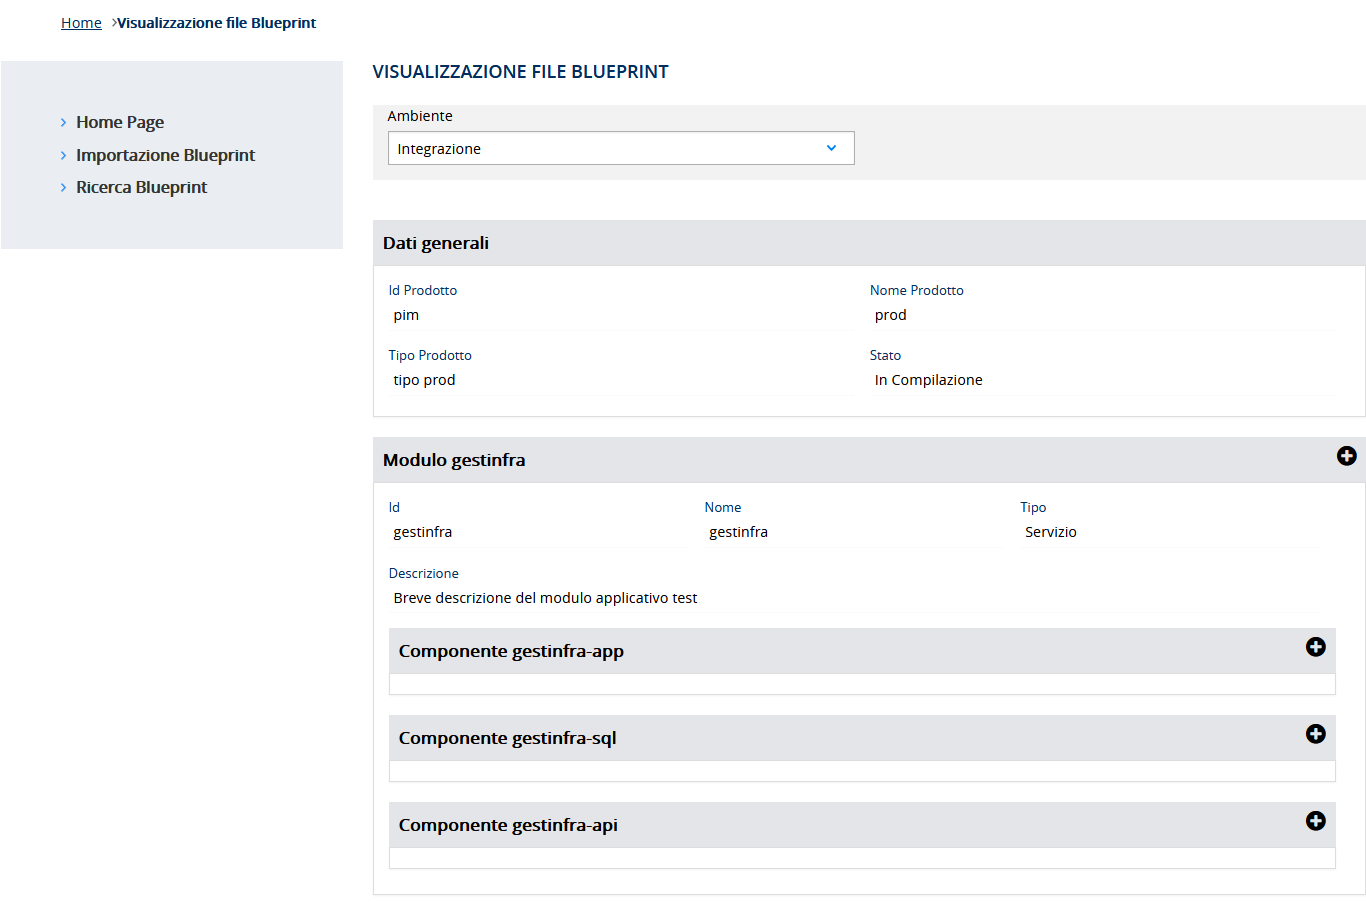 Home >Visualizzazione file Blueprint
Home Page
Importazione Blueprint
Ricerca Blueprint
VISUALIZZAZIONE FILE BLUEPRINT
Ambiente
Integrazione
Dati generali
Id Prodotto Nome Prodotto
pim prod
Tipo Prodotto Stato
tipo prod In Compilazione
Modulo gestinfra
Id Nome Tipo
gestinfra gestinfra Servizio
Descrizione
Breve descrizione del modulo applicativo test
Componente gestinfra-app
Componente gestinfra-sql
Componente gestinfra-api